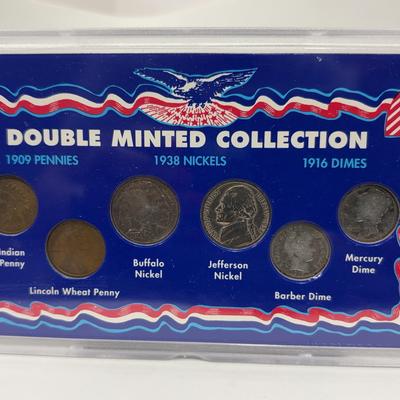 DOUBLE MINTED COLLECTION
1909 PENNIES 1938 NICKELS 1916 DIMES
Indian
Penny
Lincoln Wheat Penny
Buffalo
Nickel
Jefferson
Nickel
Barber Dime
Mercury
Dime